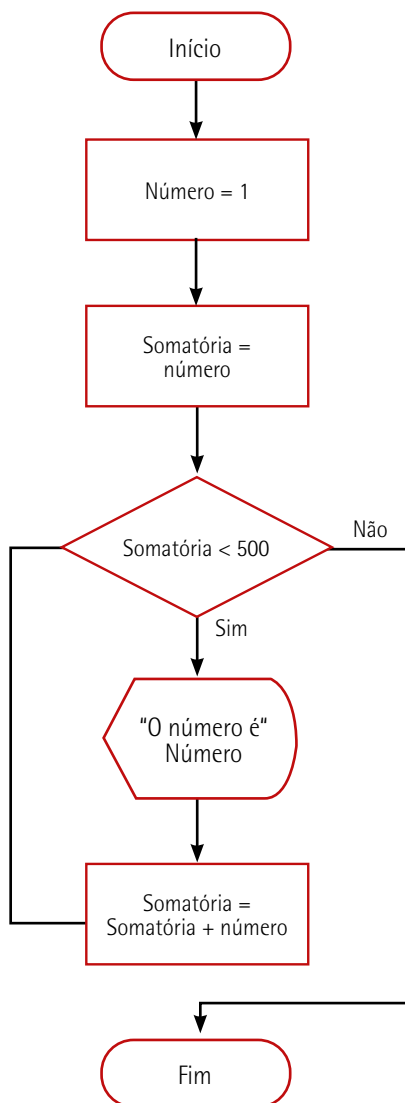 Início
Número = 1
Somatória =
número
Somatória < 500
Não
Sim
"O número é"
Número
Somatória =
Somatória + número
Fim